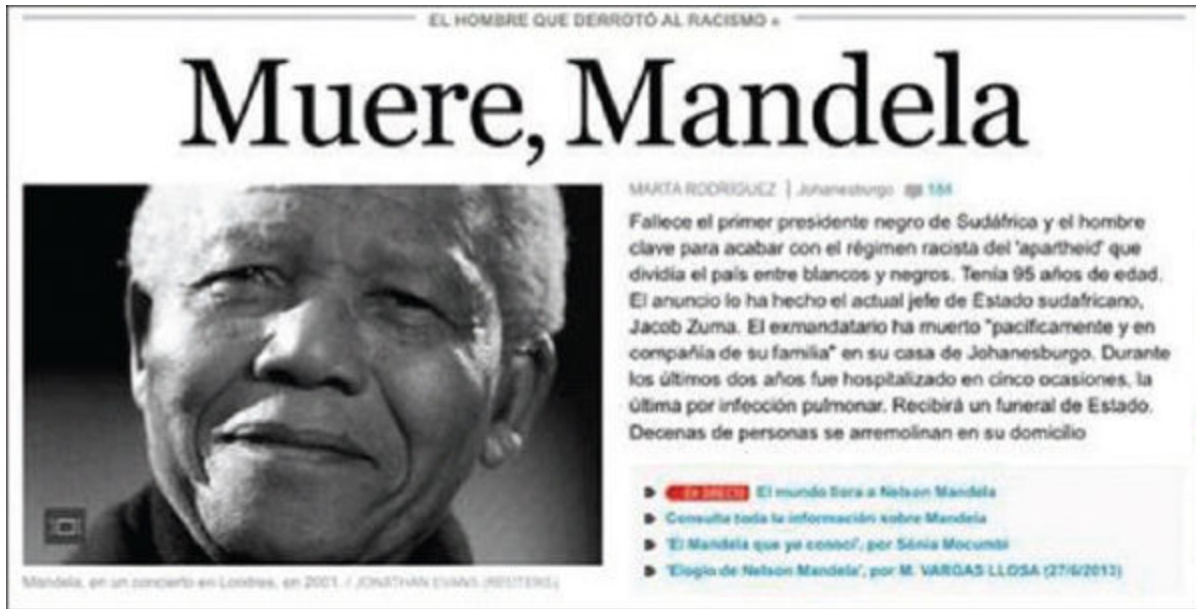 EL HOMBRE QUE DERROTÓ AL RACISMO »
Muere, Mandela
MARTA RODRÍGUEZ | Johanesburgo 184
Fallece el primer presidente negro de Sudáfrica y el hombre
clave para acabar con el régimen racista del 'apartheid' que
dividía el país entre blancos y negros. Tenía 95 años de edad.
El anuncio lo ha hecho el actual jefe de Estado sudafricano,
Jacob Zuma. El exmandatario ha muerto "pacíficamente y en
compañía de su familia" en su casa de Johanesburgo. Durante
los últimos dos años fue hospitalizado en cinco ocasiones, la
última por infección pulmonar. Recibirá un funeral de Estado.
Decenas de personas se arremolinan en su domicilio
EN DIRECTO El mundo llora a Nelson Mandela
Consulta toda la información sobre Mandela
'El Mandela que yo conocí', por Sónia Mocumbi
'Elogio de Nelson Mandela', por M. VARGAS LLOSA (27/6/2013)
Mandela, en un concierto en Londres, en 2001. / JONATHAN EVANS (REUTERS)